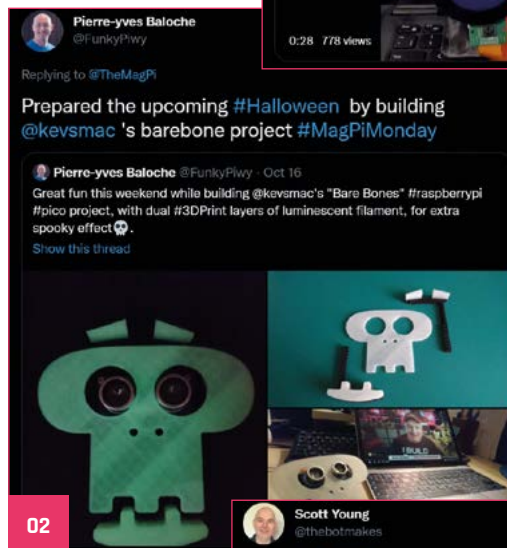 0:28 778 views
Pierre-yves Baloche
@FunkyPiwy
Replying to @TheMagPi
Prepared the upcoming #Halloween by building
@kevsmac 's barebone project #MagPiMonday
Pierre-yves Baloche @FunkyPiwy · Oct 16
Great fun this weekend while building @kevsmac's "Bare Bones" #raspberrypi
#pico project, with dual #3DPrint layers of luminescent filament, for extra
spooky effect💀.
Show this thread
BUILD
02
Scott Young
@thebotmakes